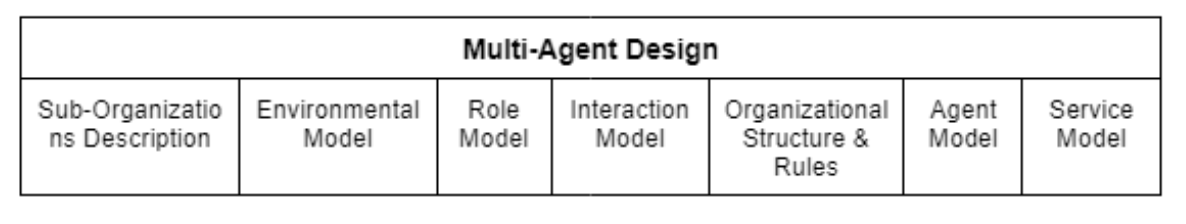 Multi-Agent Design
Sub-Organizatio
ns Description
Environmental
Model
Role
Model
Interaction
Model
Organizational
Structure &
Rules
Agent
Model
Service
Model